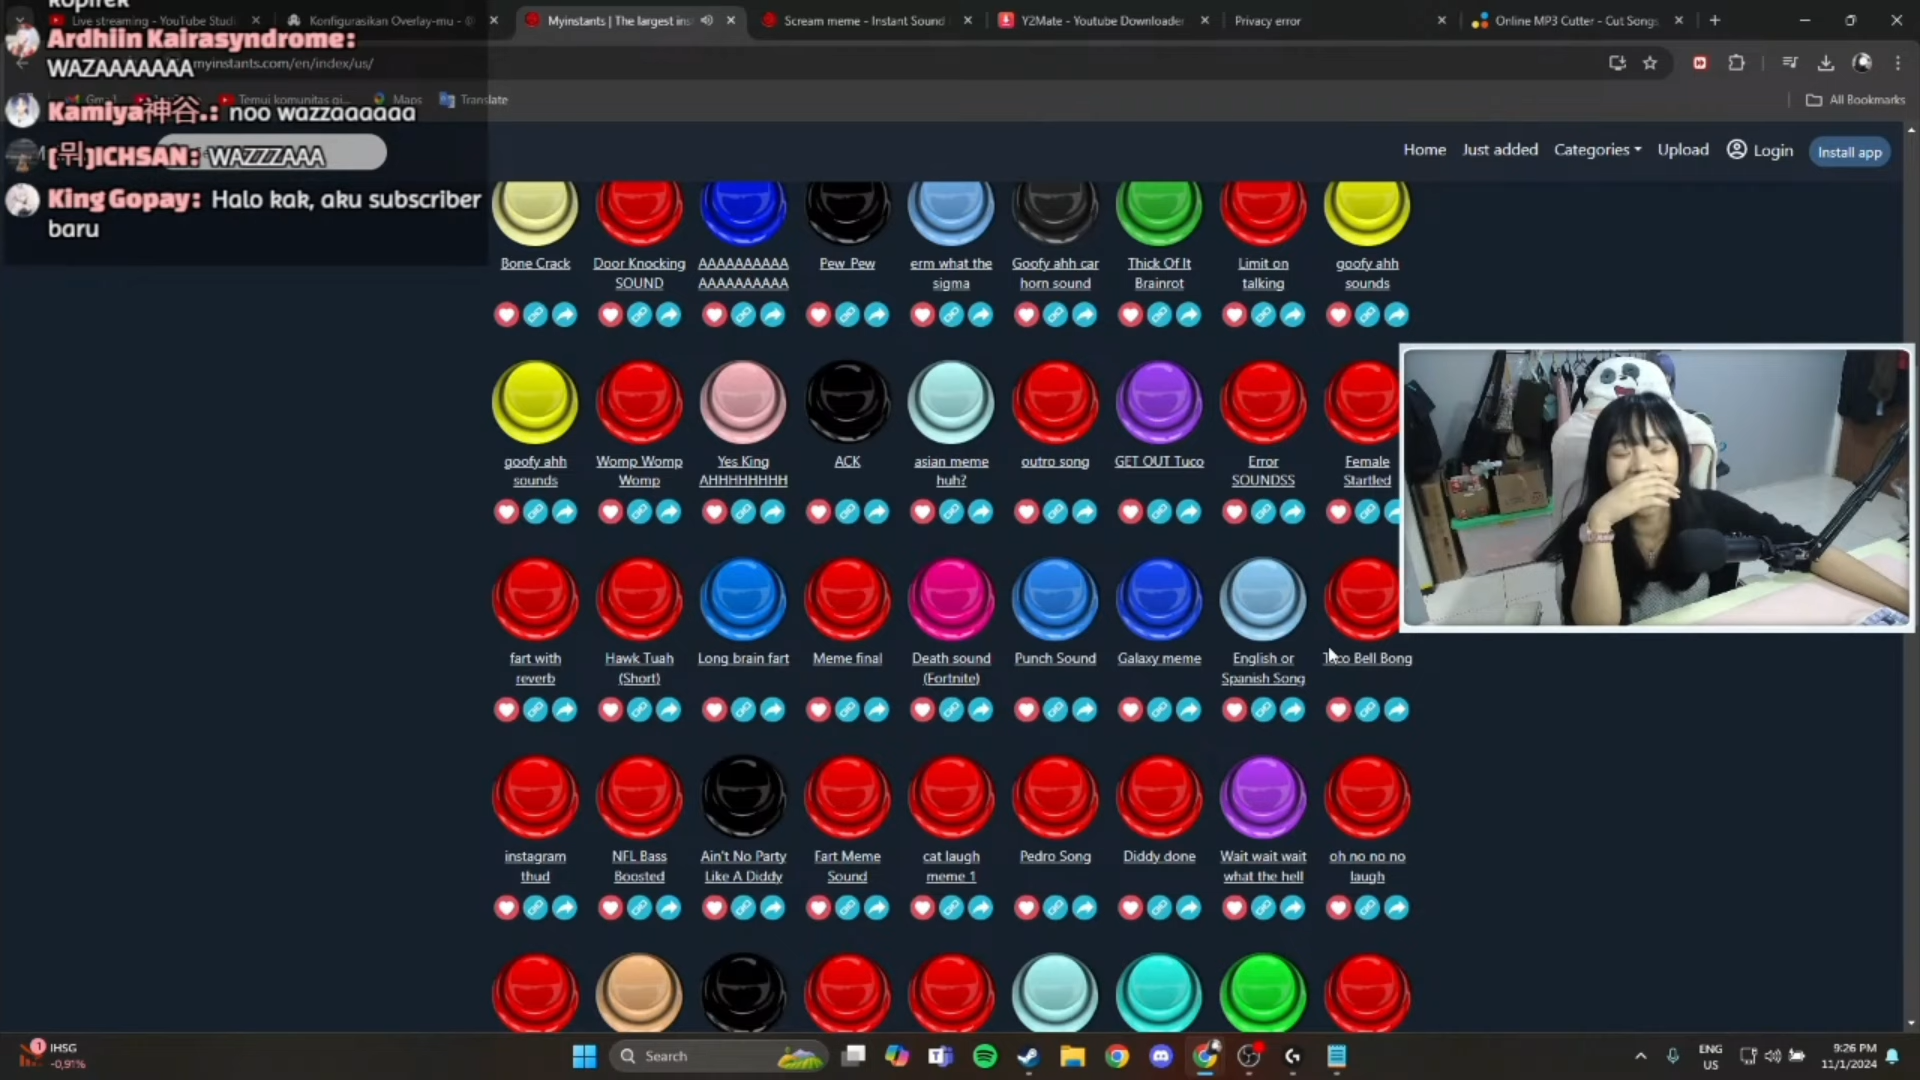 Live streaming - YouTube Studi
Konfigurasikan Overlay-mu -
Myinstants | The largest ins
Scream meme - Instant Sound
Y2Mate - Youtube Downloader
Privacy error
Online MP3 Cutter - Cut Songs,
Ardhiin Kairasyndrome:
WAZAAAAAAA
myinstants.com/en/index/us/
Gmail
Temui komunitas gi...
Maps
Translate
All Bookmarks
Kamiya神谷.: noo wazzaaaaaa
[뮈]ICHSAN: WAZZZAAA
King Gopay: Halo kak, aku subscriber
baru
Home
Just added
Categories
Upload
Login
Install app
Bone Crack
Door Knocking
SOUND
AAAAAAAAAA
AAAAAAAAAA
Pew_Pew
erm what the
sigma
Goofy ahh car
horn sound
Thick Of It
Brainrot
Limit on
talking
goofy ahh
sounds
goofy ahh
sounds
Womp Womp
Womp
Yes King
AHHHHHHHH
ACK
asian meme
huh?
outro song
GET OUT Tuco
Error
SOUNDSS
Female
Startled
fart with
reverb
Hawk Tuah
(Short)
Long brain fart
Meme final
Death sound
(Fortnite)
Punch Sound
Galaxy meme
English or
Spanish Song
Taco Bell Bong
instagram
thud
NFL Bass
Boosted
Ain't No Party
Like A Diddy
Fart Meme
Sound
cat laugh
meme 1
Pedro Song
Diddy done
Wait wait wait
what the hell
oh no no no
laugh
1
IHSG
-0,91%
Search
ENG
US
9:26 PM
11/1/2024